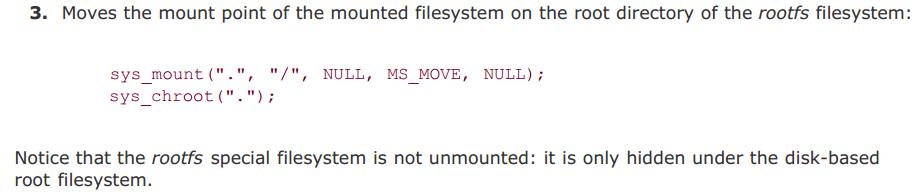 3. Moves the mount point of the mounted filesystem on the root directory of the rootfs filesystem:
sys_mount(".", "/", NULL, MS_MOVE, NULL);
sys_chroot(".");
Notice that the rootfs special filesystem is not unmounted: it is only hidden under the disk-based
root filesystem.